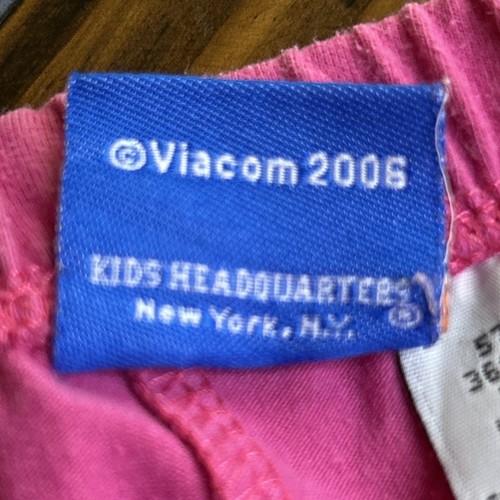 ©Viacom 2006
KIDS HEADQUARTERS®
New York, N.Y.